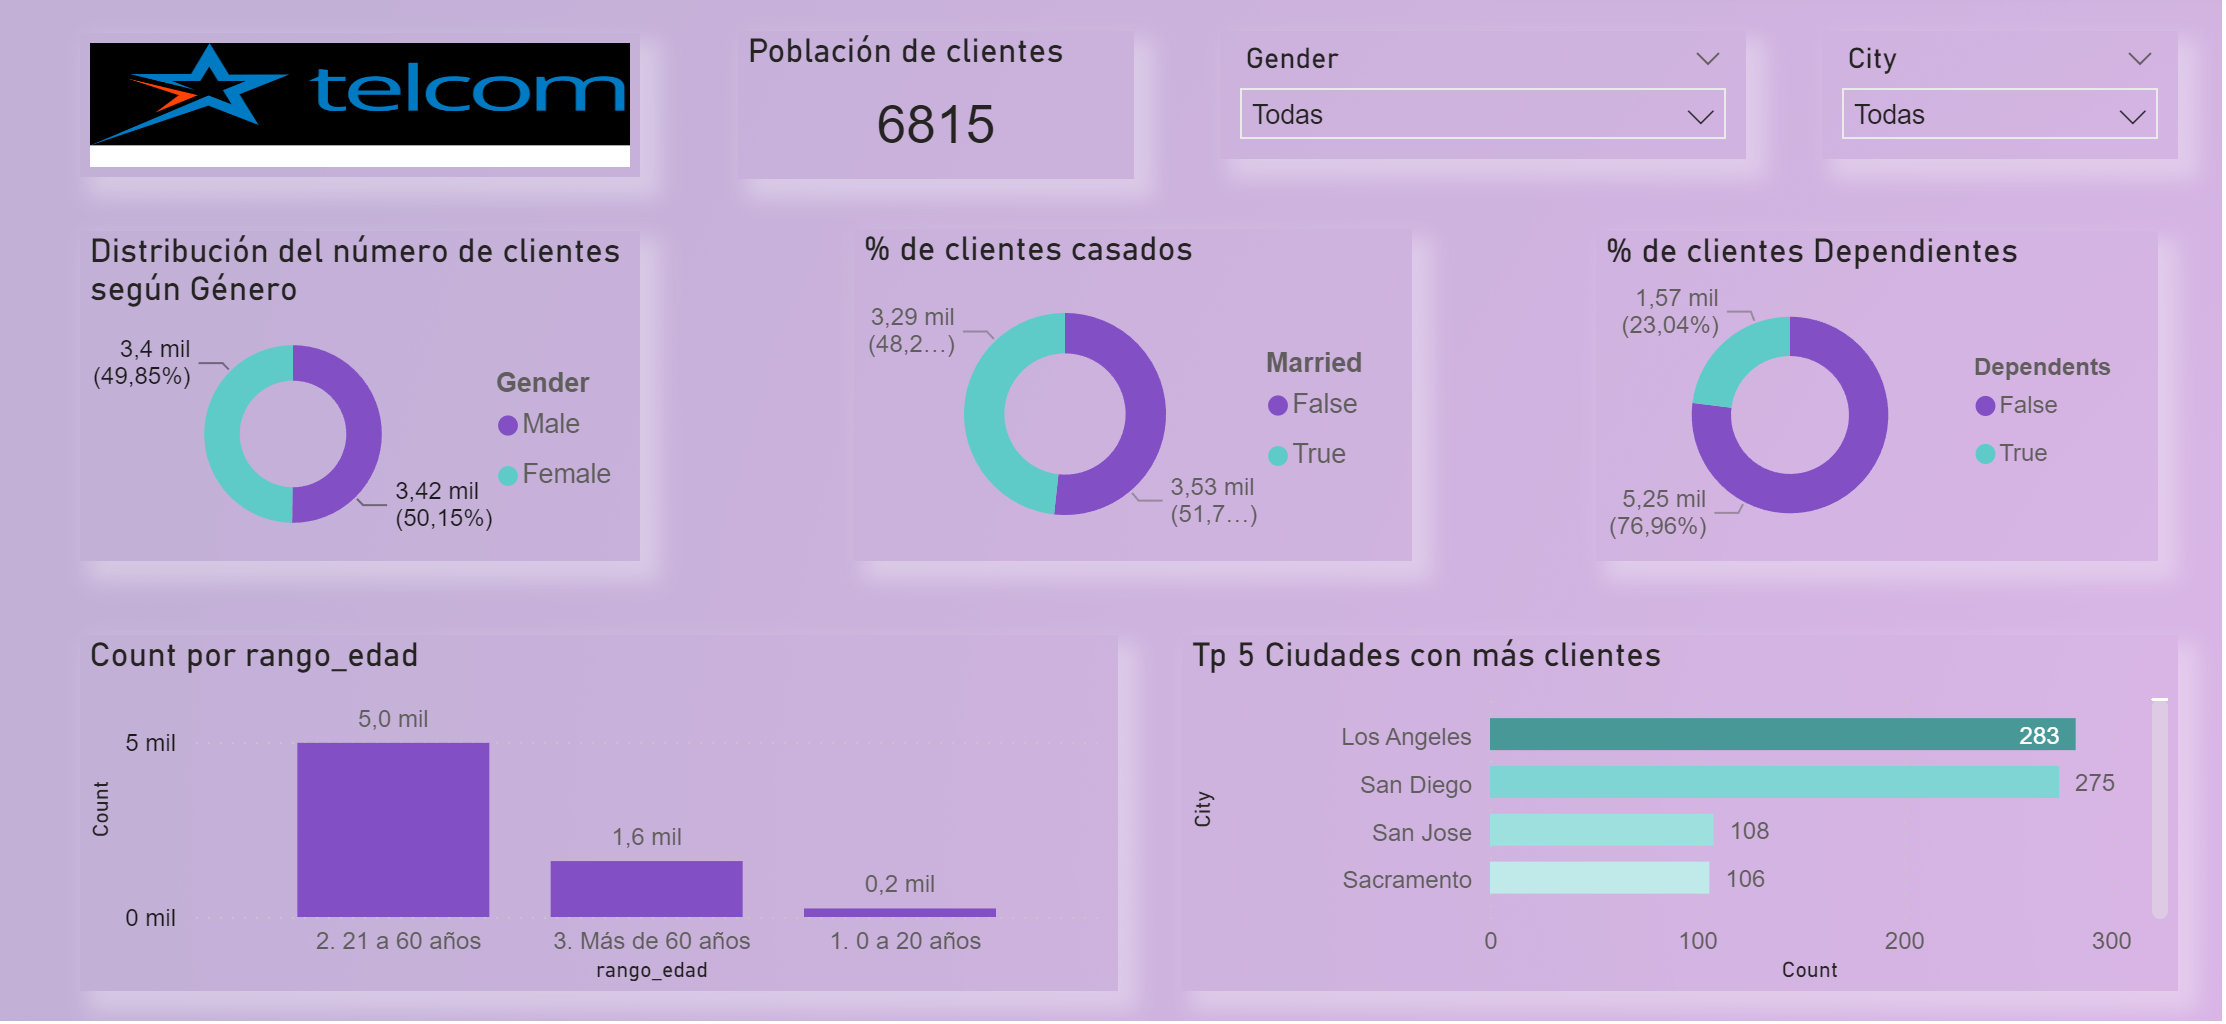 telcom
Población de clientes
6815
Gender
Todas
City
Todas
Distribución del número de clientes
según Género
3,4 mil
(49,85%)
3,42 mil
(50,15%)
Gender
Male
Female
% de clientes casados
3,29 mil
(48,2…)
3,53 mil
(51,7…)
Married
False
True
% de clientes Dependientes
1,57 mil
(23,04%)
5,25 mil
(76,96%)
Dependents
False
True
Count por rango_edad
Count
5 mil
0 mil
5,0 mil
1,6 mil
0,2 mil
2. 21 a 60 años
3. Más de 60 años
1. 0 a 20 años
rango_edad
Tp 5 Ciudades con más clientes
City
Los Angeles
283
San Diego
275
San Jose
108
Sacramento
106
0
100
200
300
Count